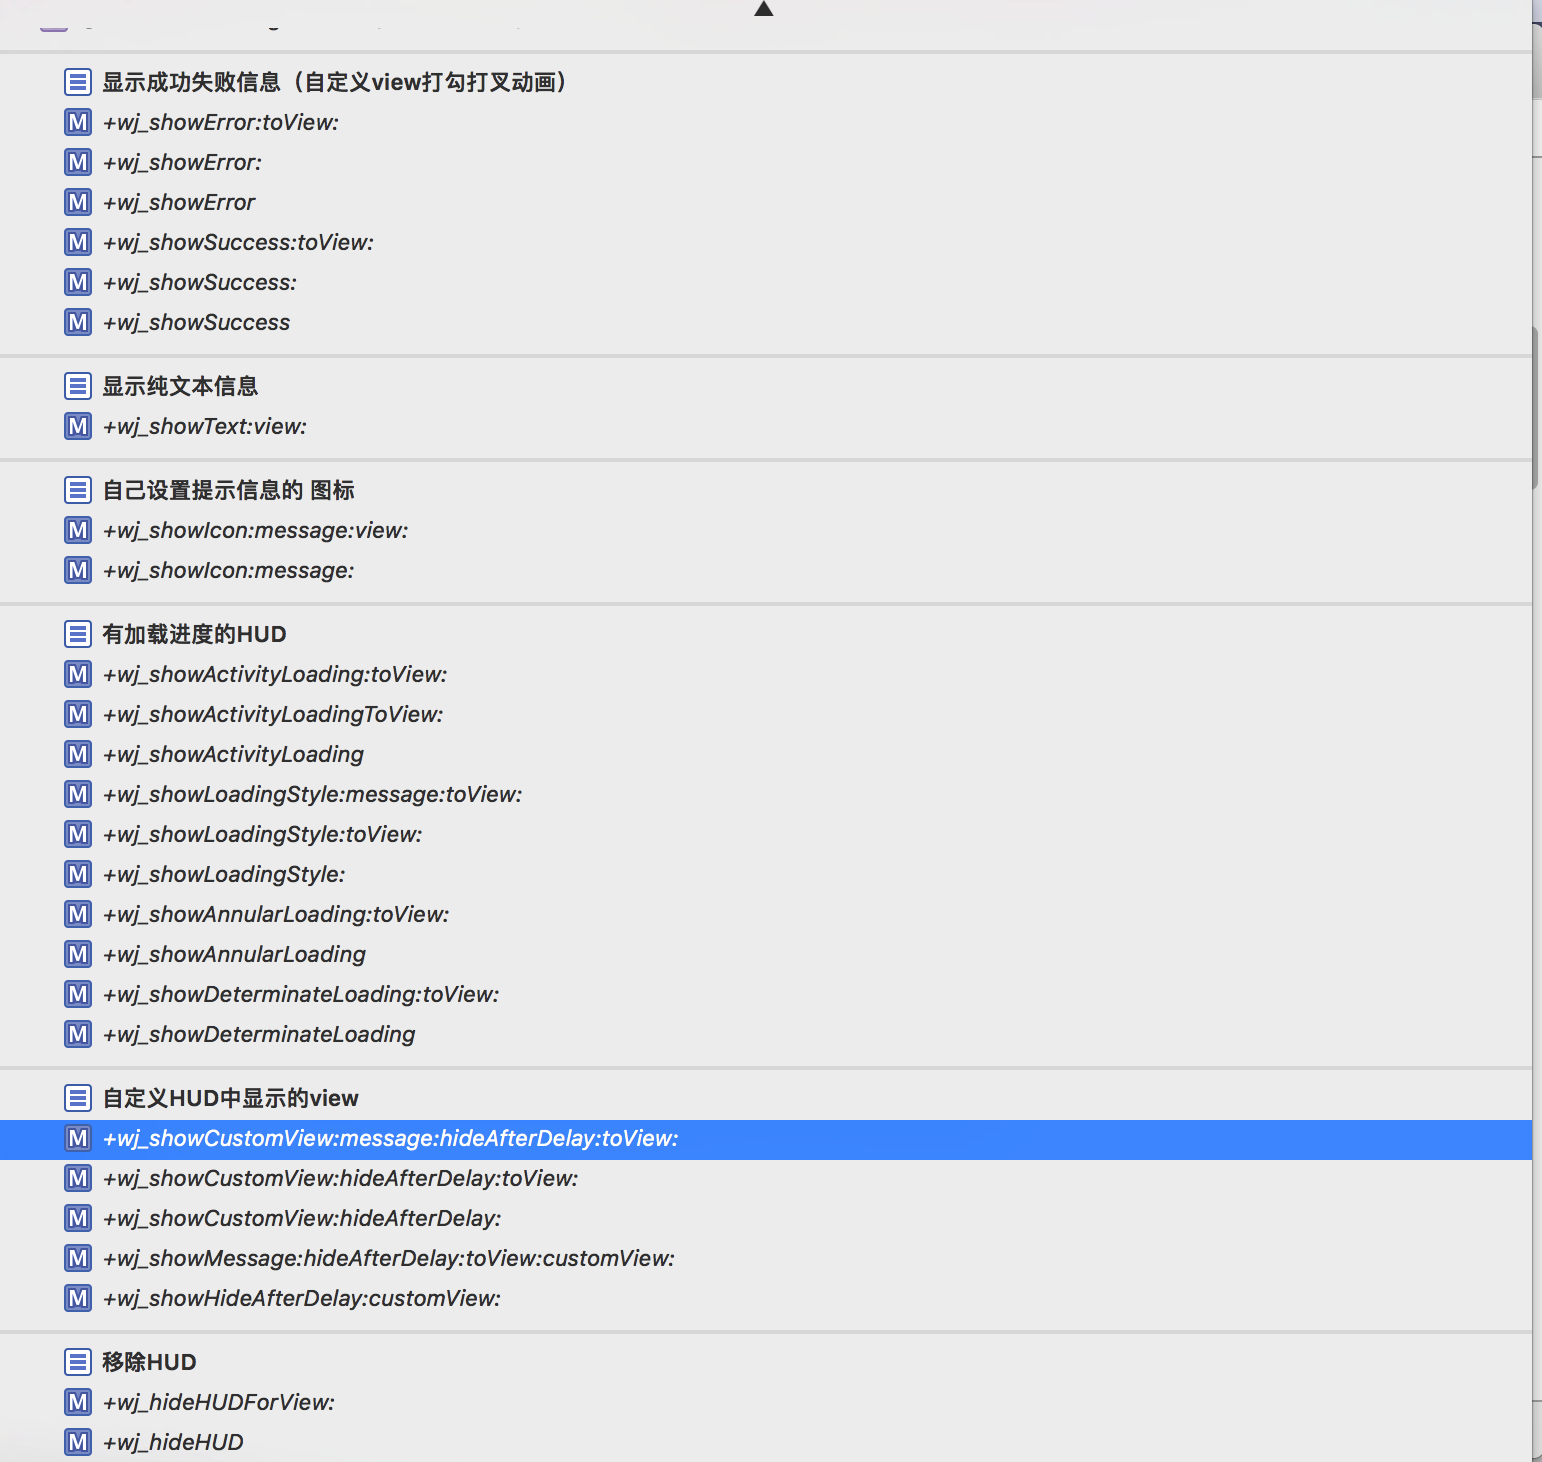 显示成功失败信息（自定义view打勾打叉动画）
M +wj_showError:toView:
M +wj_showError:
M +wj_showError
M +wj_showSuccess:toView:
M +wj_showSuccess:
M +wj_showSuccess
显示纯文本信息
M +wj_showText:view:
自己设置提示信息的 图标
M +wj_showIcon:message:view:
M +wj_showIcon:message:
有加载进度的HUD
M +wj_showActivityLoading:toView:
M +wj_showActivityLoadingToView:
M +wj_showActivityLoading
M +wj_showLoadingStyle:message:toView:
M +wj_showLoadingStyle:toView:
M +wj_showLoadingStyle:
M +wj_showAnnularLoading:toView:
M +wj_showAnnularLoading
M +wj_showDeterminateLoading:toView:
M +wj_showDeterminateLoading
自定义HUD中显示的view
M +wj_showCustomView:message:hideAfterDelay:toView:
M +wj_showCustomView:hideAfterDelay:toView:
M +wj_showCustomView:hideAfterDelay:
M +wj_showMessage:hideAfterDelay:toView:customView:
M +wj_showHideAfterDelay:customView:
移除HUD
M +wj_hideHUDForView:
M +wj_hideHUD